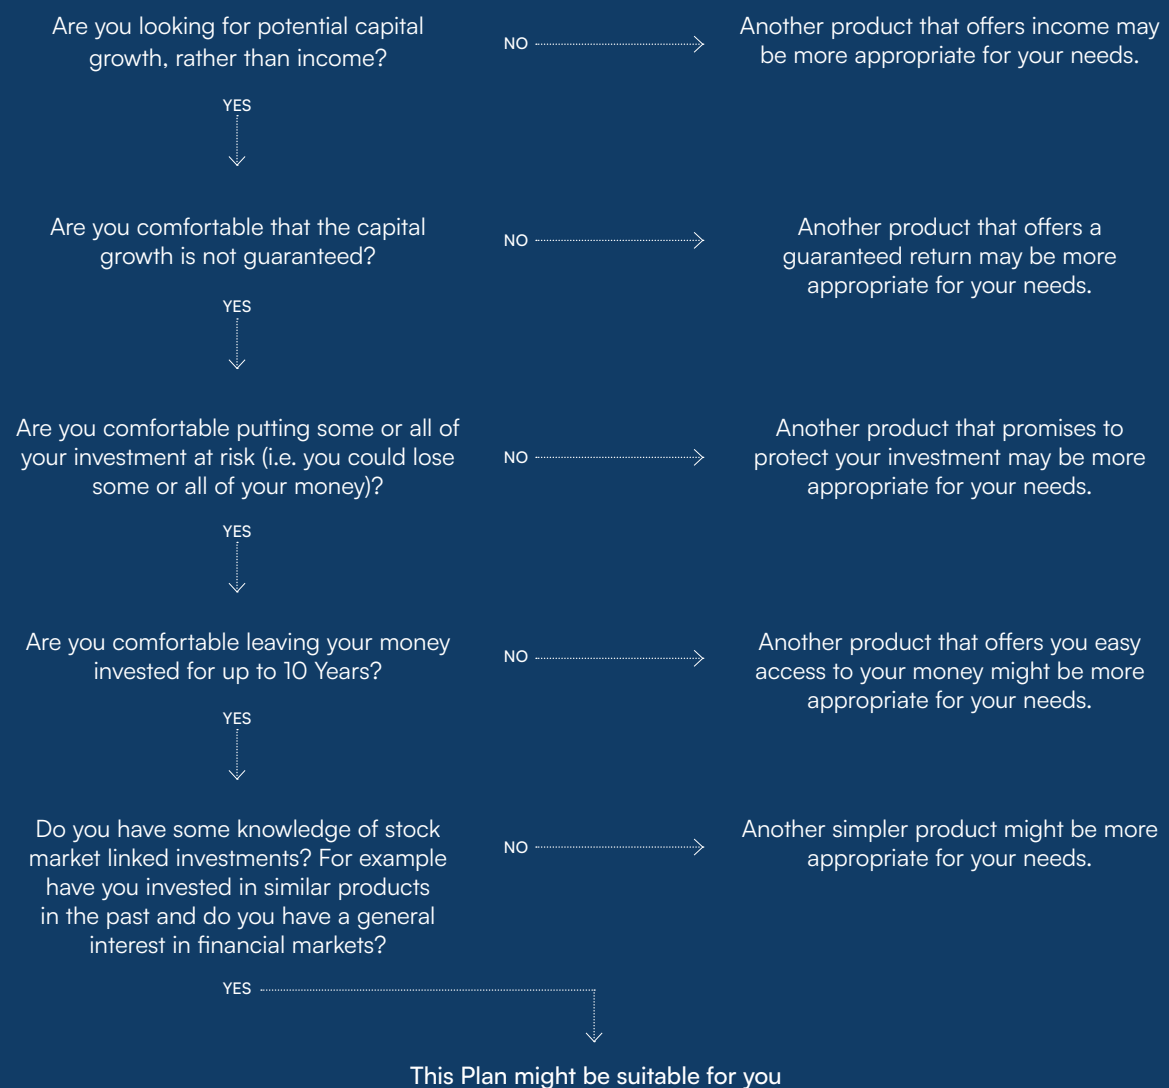 Are you looking for potential capital
growth, rather than income?
NO
Another product that offers income may
be more appropriate for your needs.
YES
Are you comfortable that the capital
growth is not guaranteed?
NO
Another product that offers a
guaranteed return may be more
appropriate for your needs.
YES
Are you comfortable putting some or all of
your investment at risk (i.e. you could lose
some or all of your money)?
NO
Another product that promises to
protect your investment may be more
appropriate for your needs.
YES
Are you comfortable leaving your money
invested for up to 10 Years?
NO
Another product that offers you easy
access to your money might be more
appropriate for your needs.
YES
Do you have some knowledge of stock
market linked investments? For example
have you invested in similar products
in the past and do you have a general
interest in financial markets?
NO
Another simpler product might be more
appropriate for your needs.
YES
This Plan might be suitable for you